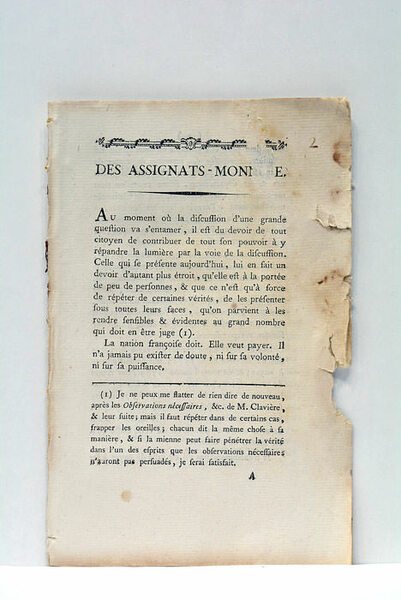 2
DES ASSIGNATS-MONN IE.
Au moment où la discussion d'une grande
question va s'entamer, il est du devoir de tout
citoyen de contribuer de tout son pouvoir à y
répandre la lumière par la voie de la discussion.
Celle qui se présente aujourd'hui, lui en fait un
devoir d'autant plus étroit, qu'elle est à la portée
de peu de personnes, & que ce n'est qu'à force
de répéter de certaines vérités, de les présenter
sous toutes leurs faces, qu'on parvient à les
rendre sensibles & évidentes au grand nombre
qui doit en être juge (1).
La nation françoise doit. Elle veut payer. Il
n'a jamais pu exister de doute, ni sur sa volonté,
ni sur sa puissance.
(1) Je ne peux me flatter de rien dire de nouveau,
après les Observations nécessaires, &c. de M. Clavière,
& leur suite; mais il faut répéter dans de certains cas,
frapper les oreilles; chacun dit la même chose à sa
manière, & si la mienne peut faire pénétrer la vérité
dans l'un des esprits que les observations nécessaires
n'auront pas persuadés, je serai satisfait.
A